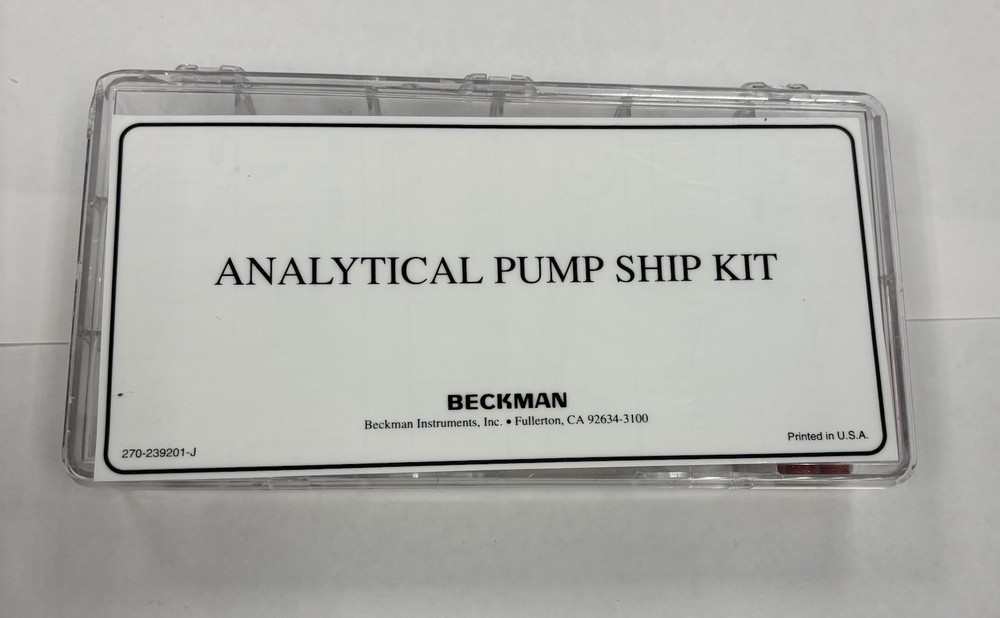 ANALYTICAL PUMP SHIP KIT
BECKMAN
Beckman Instruments, Inc. • Fullerton, CA 92634-3100
270-239201-J
Printed in U.S.A.